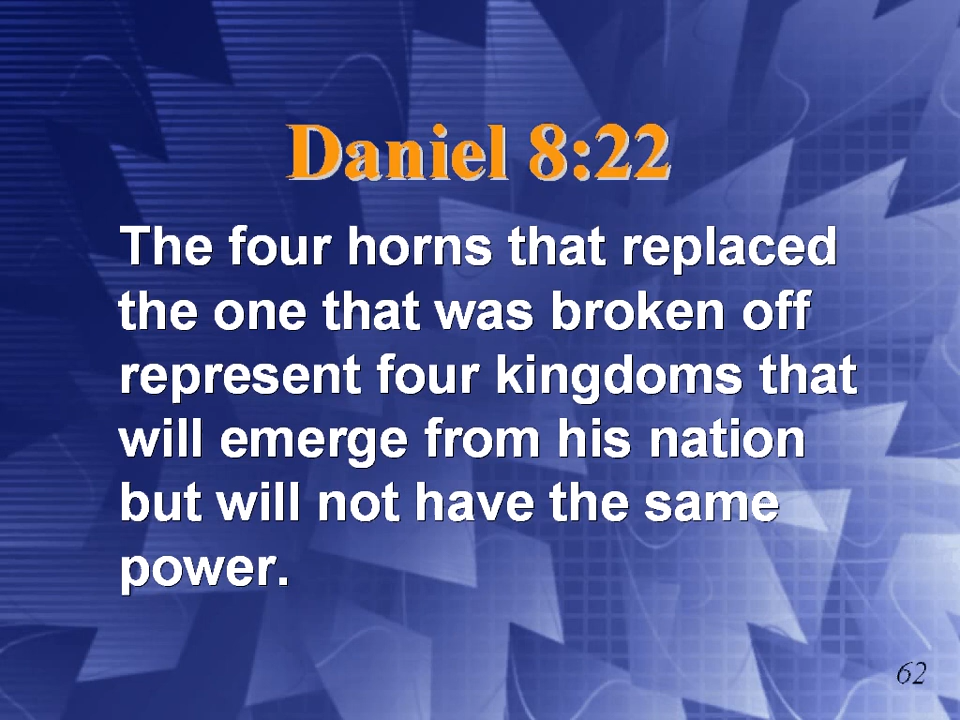 Daniel 8:22
The four horns that replaced
the one that was broken off
represent four kingdoms that
will emerge from his nation
but will not have the same
power.
62